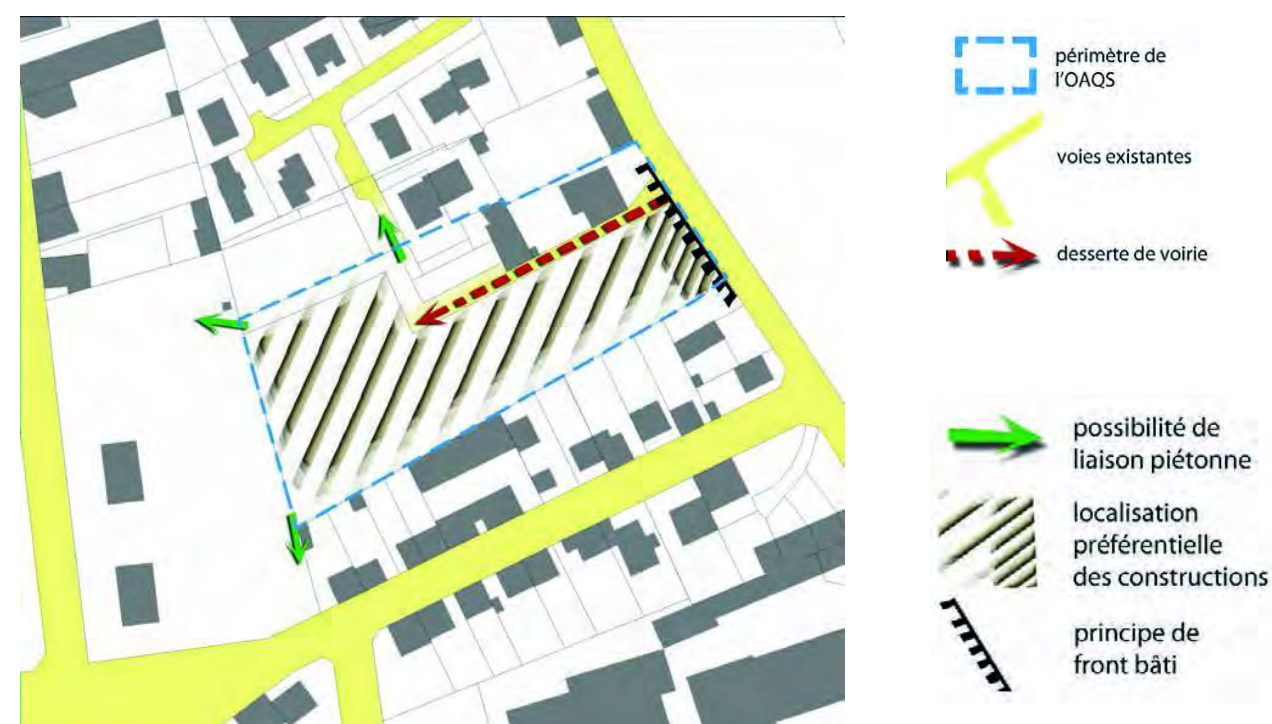 périmètre de
l'OAQS
voies existantes
desserte de voirie
possibilité de
liaison piétonne
localisation
préférentielle
des constructions
principe de
front bâti